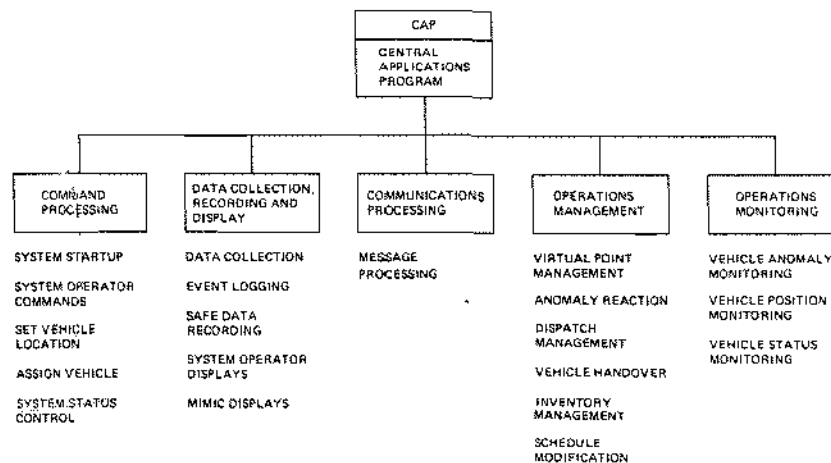 CAP
CENTRAL
APPLICATIONS
PROGRAM
COMMAND
PROCESSING
SYSTEM STARTUP
SYSTEM OPERATOR
COMMANDS
SET VEHICLE
LOCATION
ASSIGN VEHICLE
SYSTEM STATUS
CONTROL
DATA COLLECTION,
RECORDING AND
DISPLAY
DATA COLLECTION
EVENT LOGGING
SAFE DATA
RECORDING
SYSTEM OPERATOR
DISPLAYS
MIMIC DISPLAYS
COMMUNICATIONS
PROCESSING
MESSAGE
PROCESSING
OPERATIONS
MANAGEMENT
VIRTUAL POINT
MANAGEMENT
ANOMALY REACTION
DISPATCH
MANAGEMENT
VEHICLE HANDOVER
INVENTORY
MANAGEMENT
SCHEDULE
MODIFICATION
OPERATIONS
MONITORING
VEHICLE ANOMALY
MONITORING
VEHICLE POSITION
MONITORING
VEHICLE STATUS
MONITORING